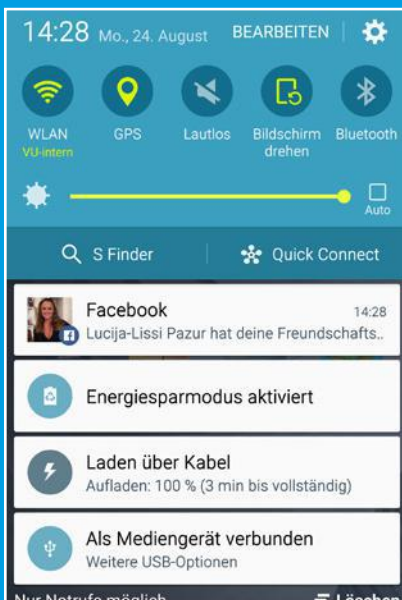 14:28 Mo., 24. August BEARBEITEN
WLAN GPS Lautlos Bildschirm drehen Bluetooth
VU-intern
Auto
S Finder Quick Connect
Facebook 14:28
Lucija-Lissi Pazur hat deine Freundschafts..
Energiesparmodus aktiviert
Laden über Kabel
Aufladen: 100 % (3 min bis vollständig)
Als Mediengerät verbunden
Weitere USB-Optionen
Nur Notrufe möglich Löschen